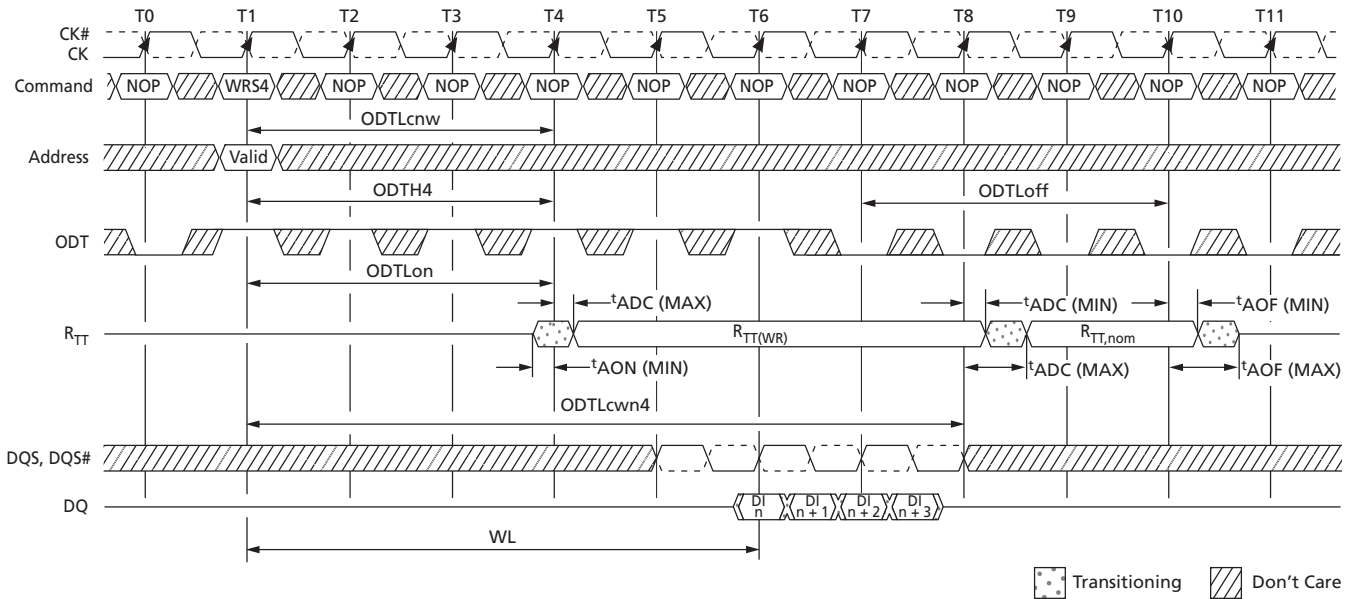 T0 T1 T2 T3 T4 T5 T6 T7 T8 T9 T10 T11
CK#
CK
Command NOP WRS4 NOP NOP NOP NOP NOP NOP NOP NOP NOP NOP
ODTLcnw
Address Valid
ODTH4 ODTLoff
ODT
ODTLon
tADC (MAX) tADC (MIN) tAOF (MIN)
RTT RTT(WR) RTT,nom
tAON (MIN) tADC (MAX) tAOF (MAX)
ODTLcwn4
DQS, DQS#
DQ DI n DI n + 1 DI n + 2 DI n + 3
WL
Transitioning Don't Care